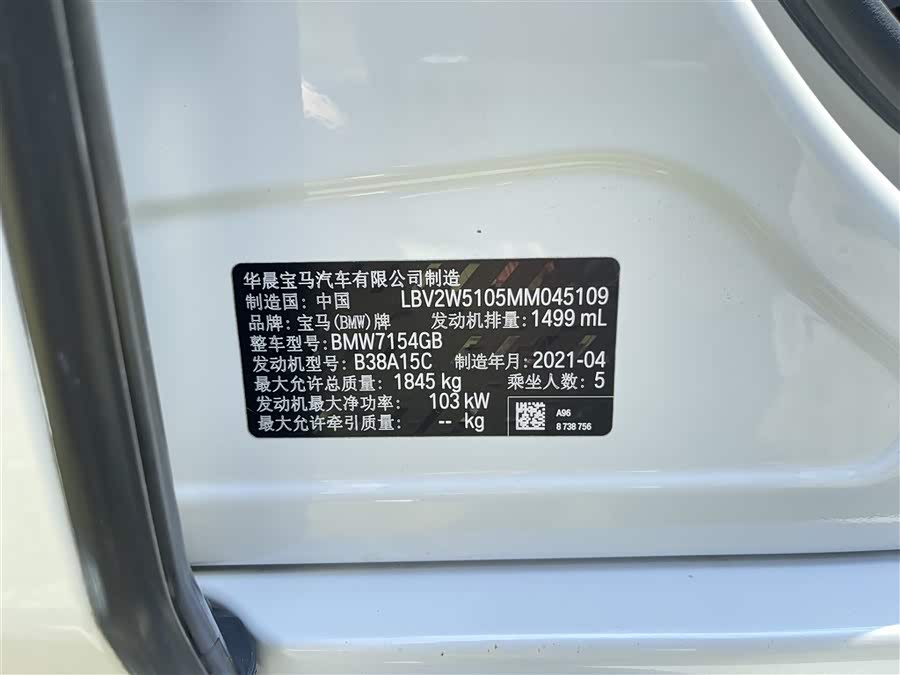 华晨宝马汽车有限公司制造
制造国: 中国 LBV2W5105MM045109
品牌: 宝马(BMW)牌 发动机排量: 1499 mL
整车型号: BMW7154GB
发动机型号: B38A15C 制造年月: 2021-04
最大允许总质量: 1845 kg 乘坐人数: 5
发动机最大净功率: 103 kW
最大允许牵引质量: -- kg
A96
8 738 756